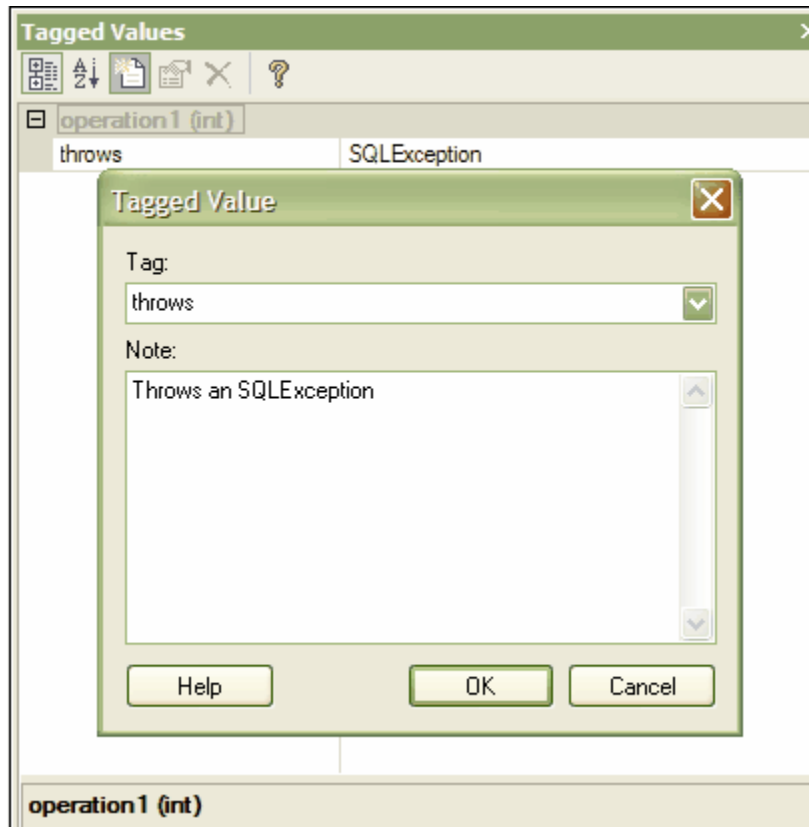 Tagged Values
operation1 (int)
throws SQLException
Tagged Value
Tag:
throws
Note:
Throws an SQLException
Help OK Cancel
operation1 (int)